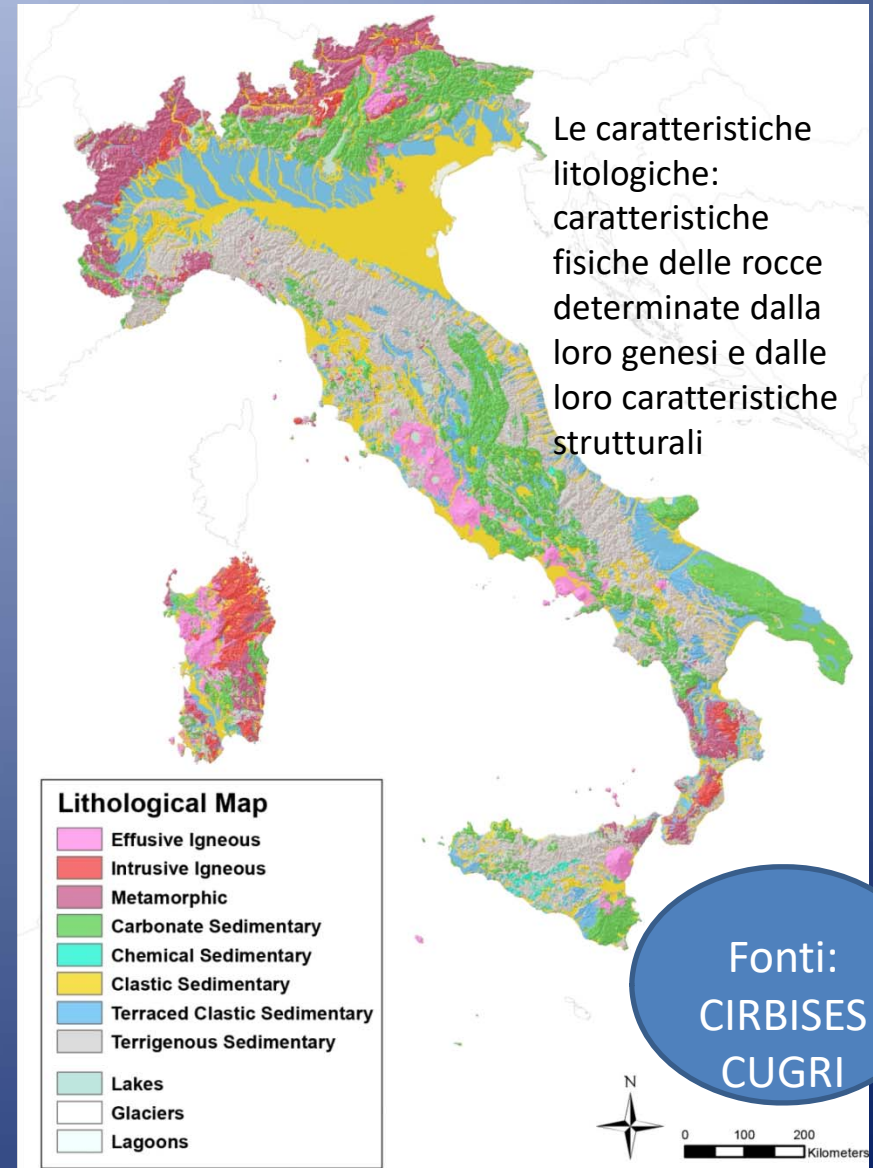 Le caratteristiche
litologiche:
caratteristiche
fisiche delle rocce
determinate dalla
loro genesi e dalle
loro caratteristiche
strutturali
Lithological Map
Effusive Igneous
Intrusive Igneous
Metamorphic
Carbonate Sedimentary
Chemical Sedimentary
Clastic Sedimentary
Terraced Clastic Sedimentary
Terrigenous Sedimentary
Lakes
Glaciers
Lagoons
Fonti:
CIRBISES
CUGRI
N
0 100 200
Kilometers